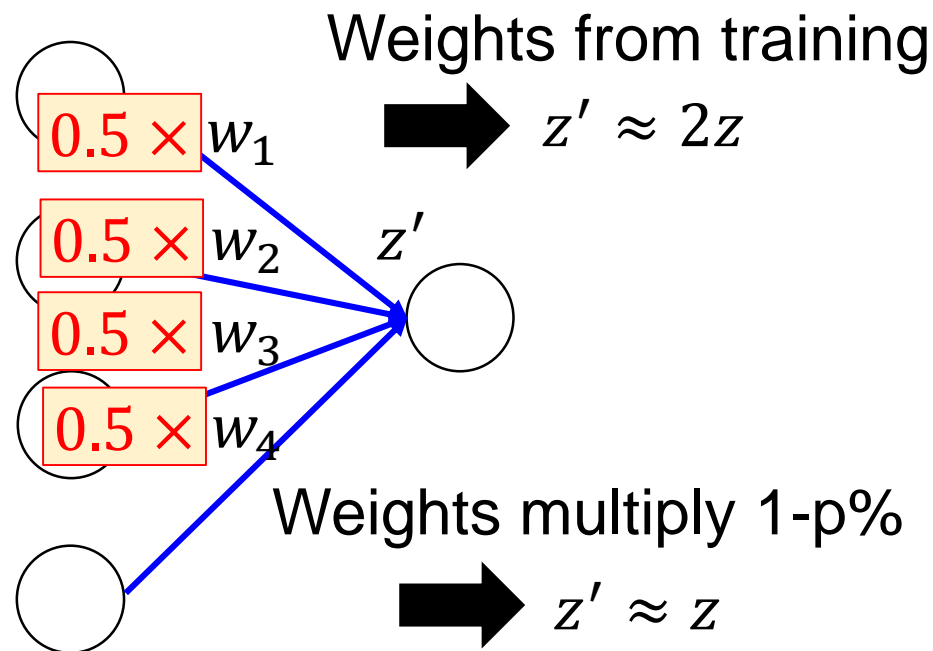 Weights from training
0.5 × w₁
z′ ≈ 2z
0.5 × w₂
z′
0.5 × w₃
0.5 × w₄
Weights multiply 1-p%
z′ ≈ z